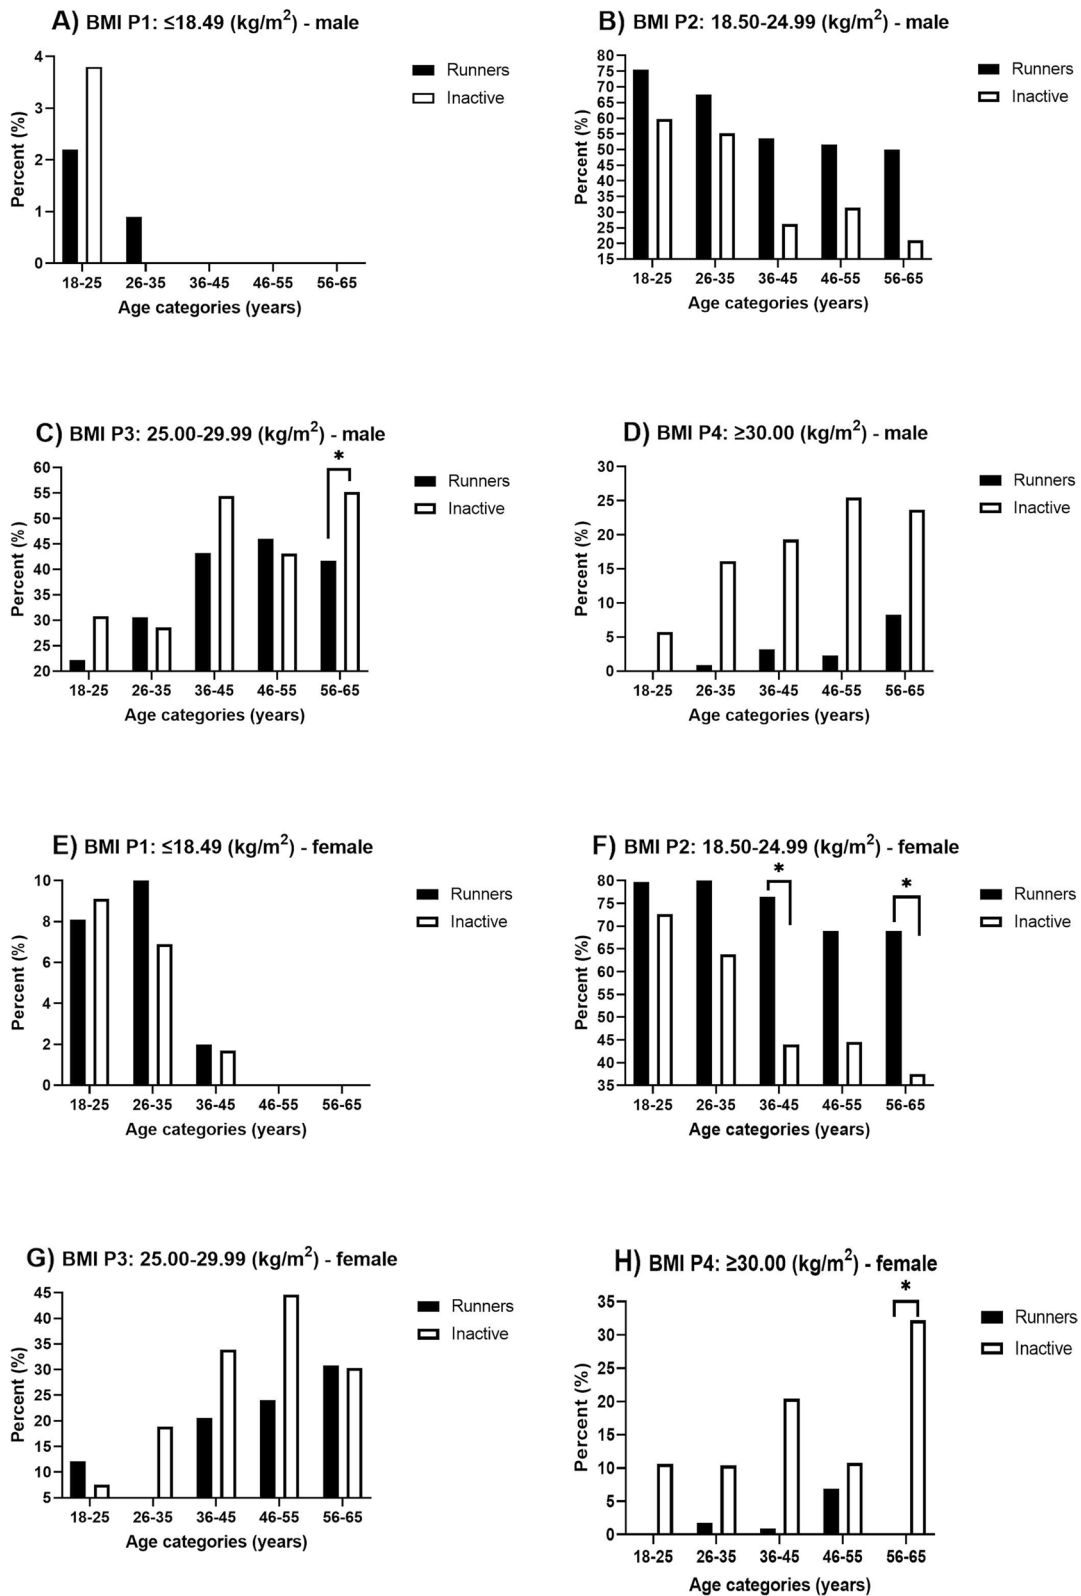 A) BMI P1: ≤18.49 (kg/m²) - male
4
3
2
1
0
Percent (%)
18-25 26-35 36-45 46-55 56-65
Age categories (years)
Runners
Inactive
B) BMI P2: 18.50-24.99 (kg/m²) - male
80
75
70
65
60
55
50
45
40
35
30
25
20
15
Percent (%)
18-25 26-35 36-45 46-55 56-65
Age categories (years)
Runners
Inactive
C) BMI P3: 25.00-29.99 (kg/m²) - male
*
60
55
50
45
40
35
30
25
20
Percent (%)
18-25 26-35 36-45 46-55 56-65
Age categories (years)
Runners
Inactive
D) BMI P4: ≥30.00 (kg/m²) - male
30
25
20
15
10
5
0
Percent (%)
18-25 26-35 36-45 46-55 56-65
Age categories (years)
Runners
Inactive
E) BMI P1: ≤18.49 (kg/m²) - female
10
8
6
4
2
0
Percent (%)
18-25 26-35 36-45 46-55 56-65
Age categories (years)
Runners
Inactive
F) BMI P2: 18.50-24.99 (kg/m²) - female
* *
80
75
70
65
60
55
50
45
40
35
Percent (%)
18-25 26-35 36-45 46-55 56-65
Age categories (years)
Runners
Inactive
G) BMI P3: 25.00-29.99 (kg/m²) - female
45
40
35
30
25
20
15
10
5
Percent (%)
18-25 26-35 36-45 46-55 56-65
Age categories (years)
Runners
Inactive
H) BMI P4: ≥30.00 (kg/m²) - female
*
35
30
25
20
15
10
5
0
Percent (%)
18-25 26-35 36-45 46-55 56-65
Age categories (years)
Runners
Inactive